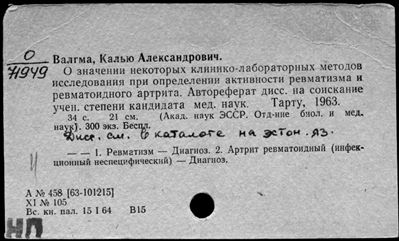 О
71949
Валгма, Калью Александрович.
О значении некоторых клинико-лабораторных методов
исследования при определении активности ревматизма и
ревматоидного артрита. Автореферат дисс. на соискание
учен. степени кандидата мед. наук. Тарту, 1963.
34 с. 21 см. (Акад. наук ЭССР. Отд-ние биол. и мед.
наук). 300 экз. Беспл.
Дисс. см. в каталоге на эстон. яз.
— — 1. Ревматизм — Диагноз. 2. Артрит ревматоидный (инфек-
ционный неспецифический) — Диагноз.
А № 458 [63-101215]
XI № 105
Вс. кн. пал. 15 I 64 В15
НП